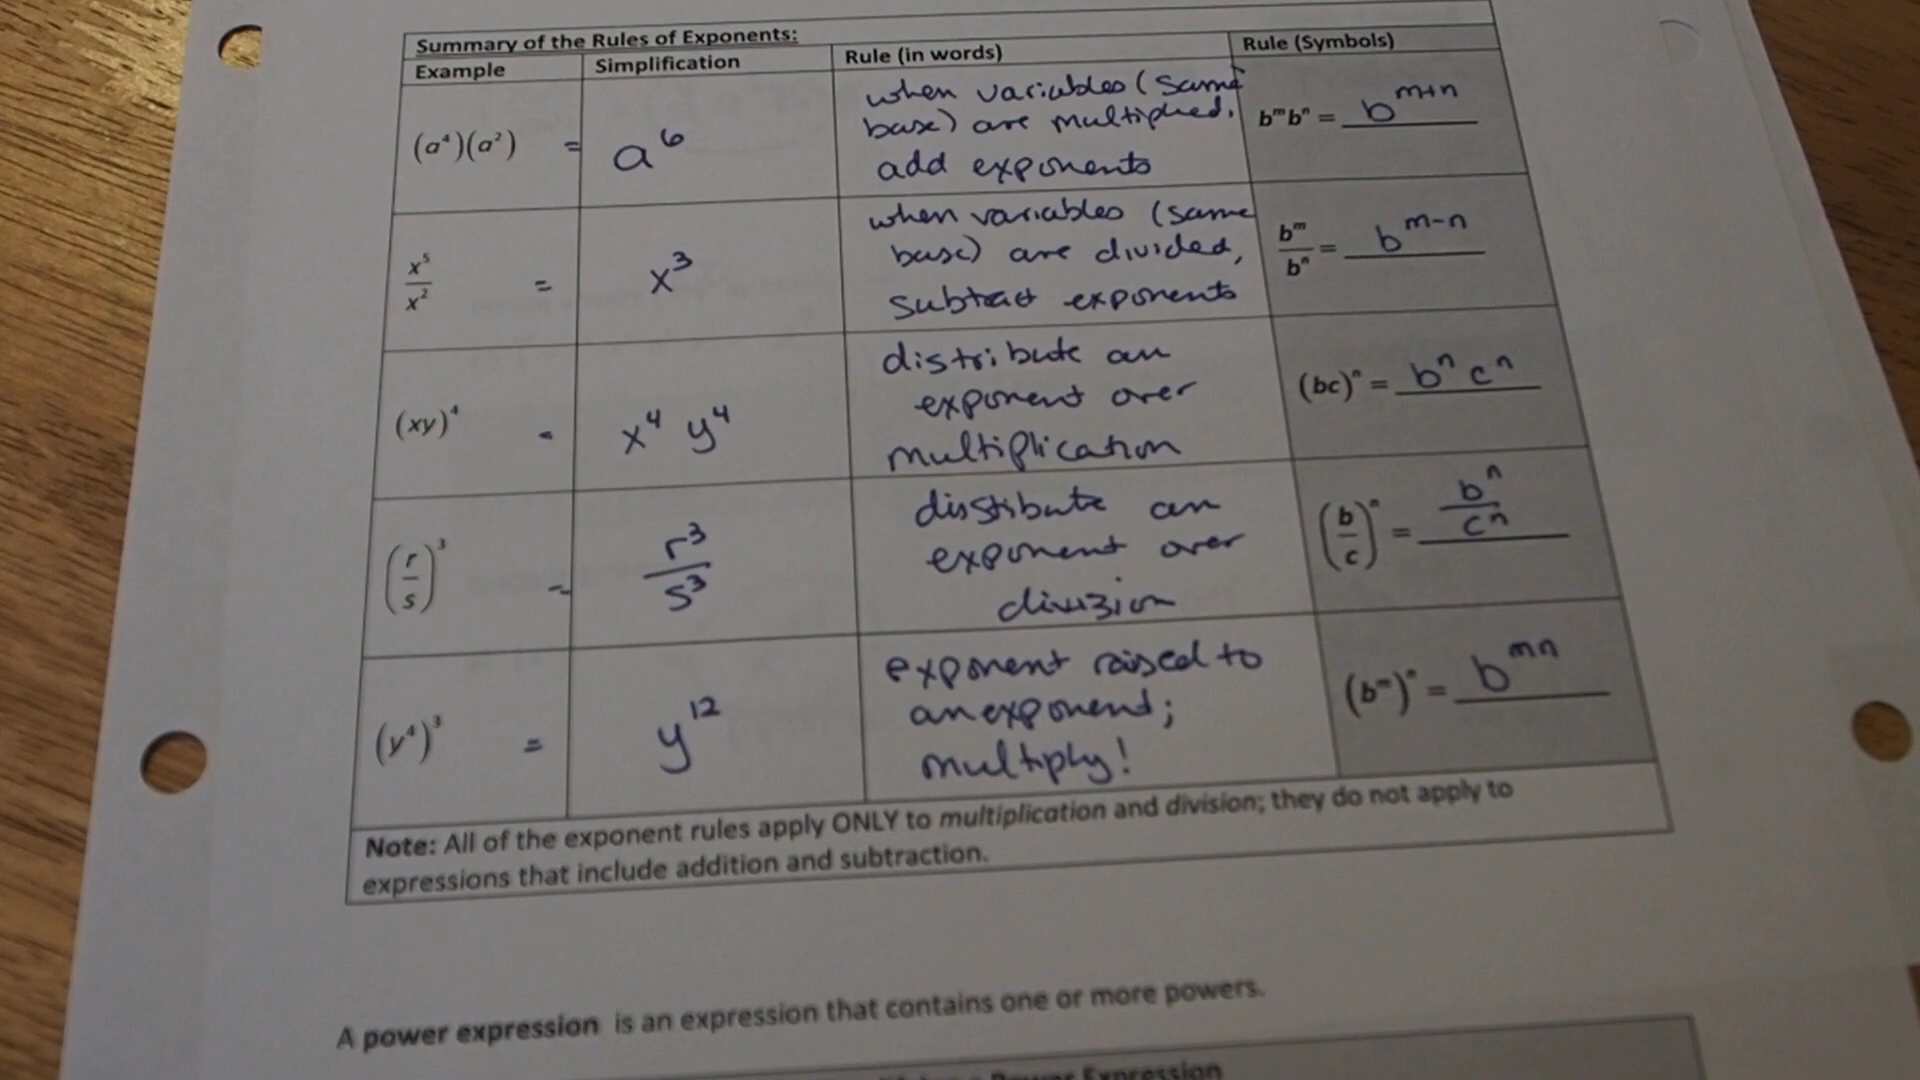 Summary of the Rules of Exponents:
Example Simplification Rule (in words) Rule (Symbols)
(a⁴)(a²) = a⁶
when variables (same
base) are multiplied,
add exponents
bᵐbⁿ = b^(m+n)
x⁵/x² = x³
when variables (same
base) are divided,
subtract exponents
bᵐ/bⁿ = b^(m-n)
(xy)⁴ = x⁴ y⁴
distribute an
exponent over
multiplication
(bc)ⁿ = bⁿ cⁿ
(r/s)³ = r³/s³
distibute an
exponent over
division
(b/c)ⁿ = bⁿ/cⁿ
(y⁴)³ = y¹²
exponent raised to
an exponent;
multiply!
(bᵐ)ⁿ = b^(mn)
Note: All of the exponent rules apply ONLY to multiplication and division; they do not apply to
expressions that include addition and subtraction.
A power expression is an expression that contains one or more powers.
Power Expression